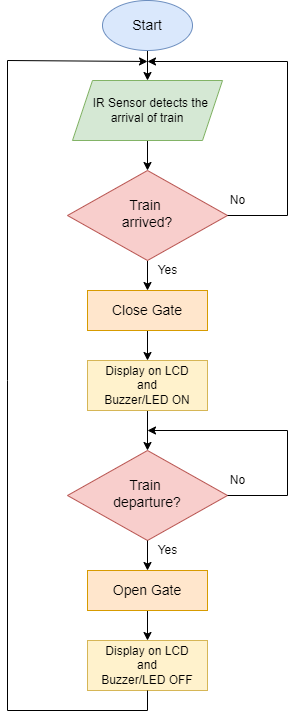 Start
IR Sensor detects the
arrival of train
Train
arrived?
No
Yes
Close Gate
Display on LCD
and
Buzzer/LED ON
Train
departure?
No
Yes
Open Gate
Display on LCD
and
Buzzer/LED OFF